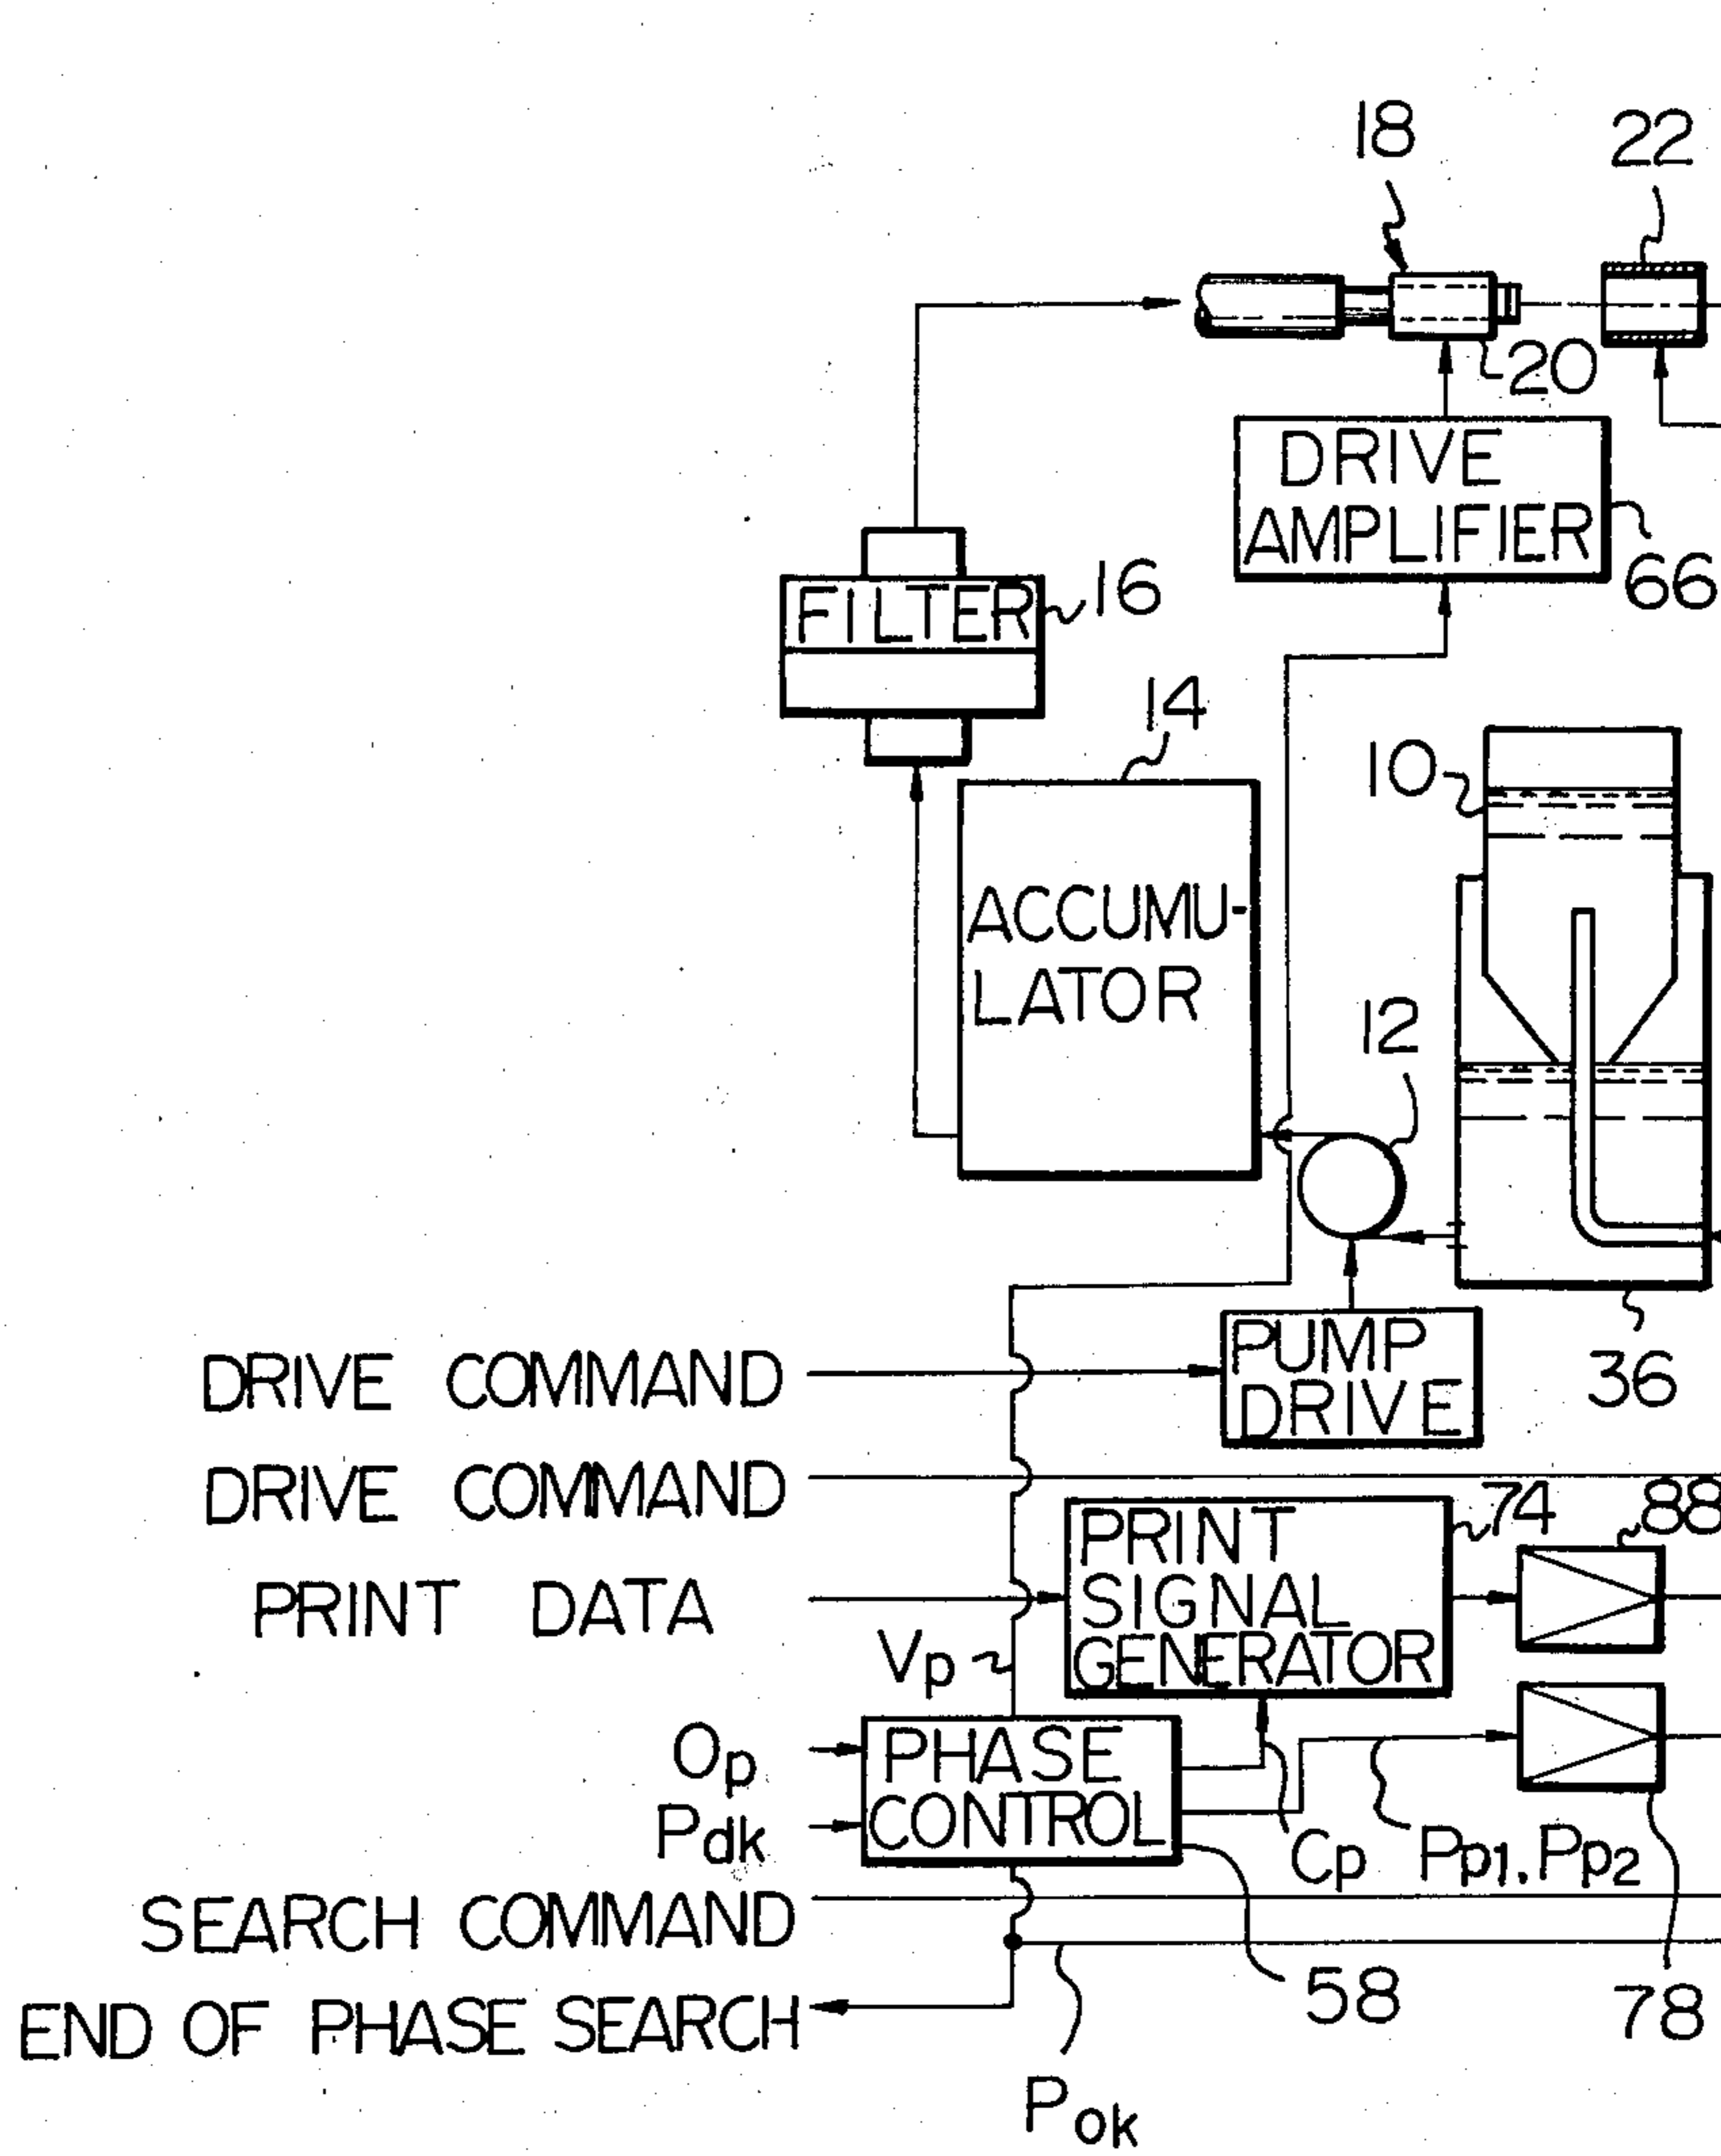 18
22
20
DRIVE
AMPLIFIER
66
FILTER
16
14
10
ACCUMU-
LATOR
12
36
DRIVE COMMAND
PUMP
DRIVE
DRIVE COMMAND
74
88
PRINT DATA
PRINT
SIGNAL
GENERATOR
Vp
Op
PHASE
CONTROL
Pdk
Cp
Pp1, Pp2
SEARCH COMMAND
58
78
END OF PHASE SEARCH
Pok